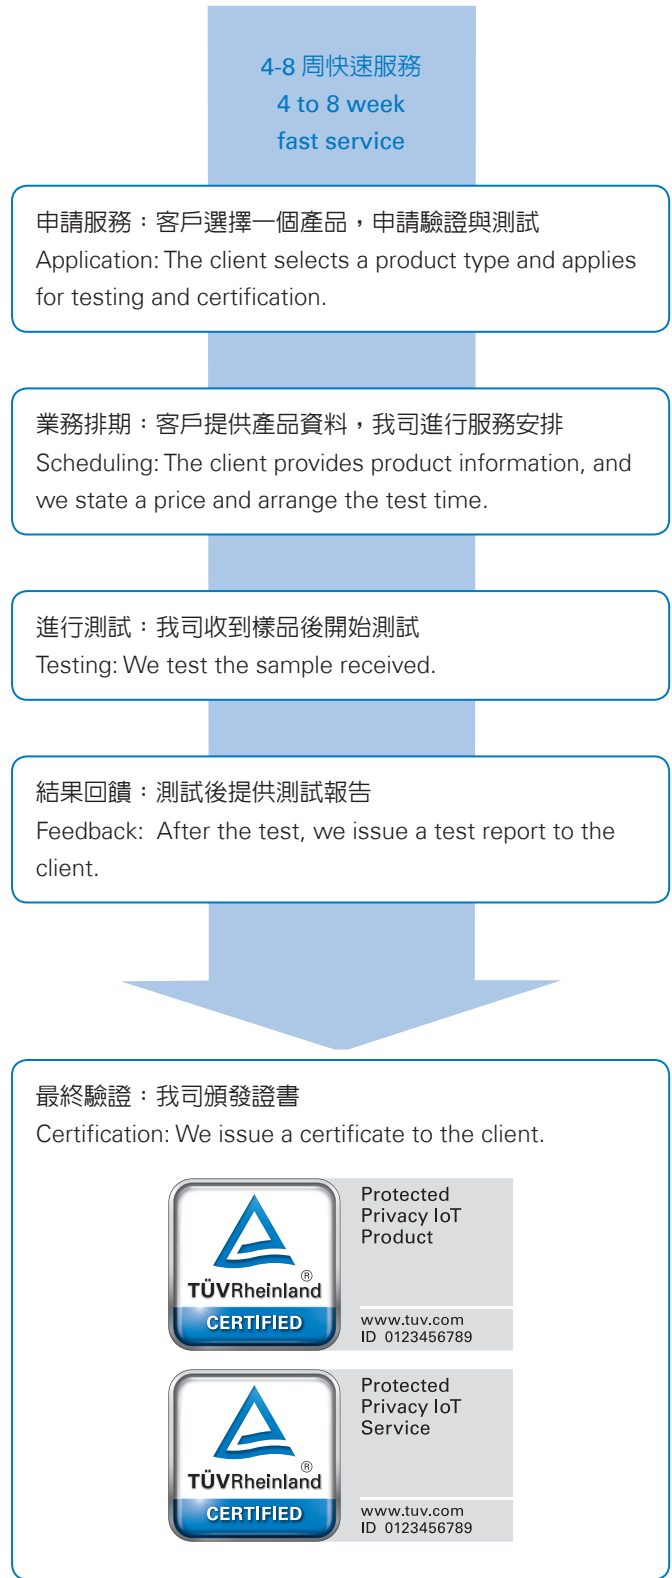 4-8 周快速服務
4 to 8 week
fast service
申請服務：客戶選擇一個產品，申請驗證與測試
Application: The client selects a product type and applies
for testing and certification.
業務排期：客戶提供產品資料，我司進行服務安排
Scheduling: The client provides product information, and
we state a price and arrange the test time.
進行測試：我司收到樣品後開始測試
Testing: We test the sample received.
結果回饋：測試後提供測試報告
Feedback: After the test, we issue a test report to the
client.
最終驗證：我司頒發證書
Certification: We issue a certificate to the client.
Protected
Privacy IoT
Product
®
TÜVRheinland
CERTIFIED
www.tuv.com
ID 0123456789
Protected
Privacy IoT
Service
®
TÜVRheinland
CERTIFIED
www.tuv.com
ID 0123456789